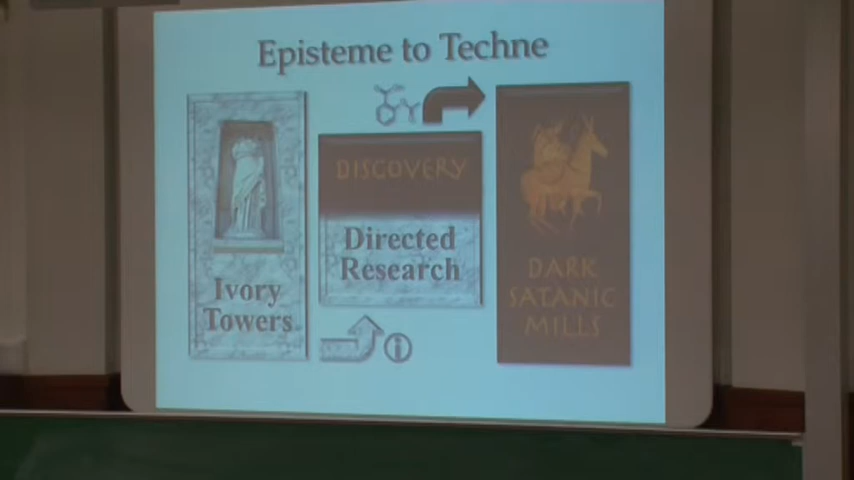 Episteme to Techne
Ivory
Towers
DISCOVERY
Directed
Research
i
DARK
SATANIC
MILLS